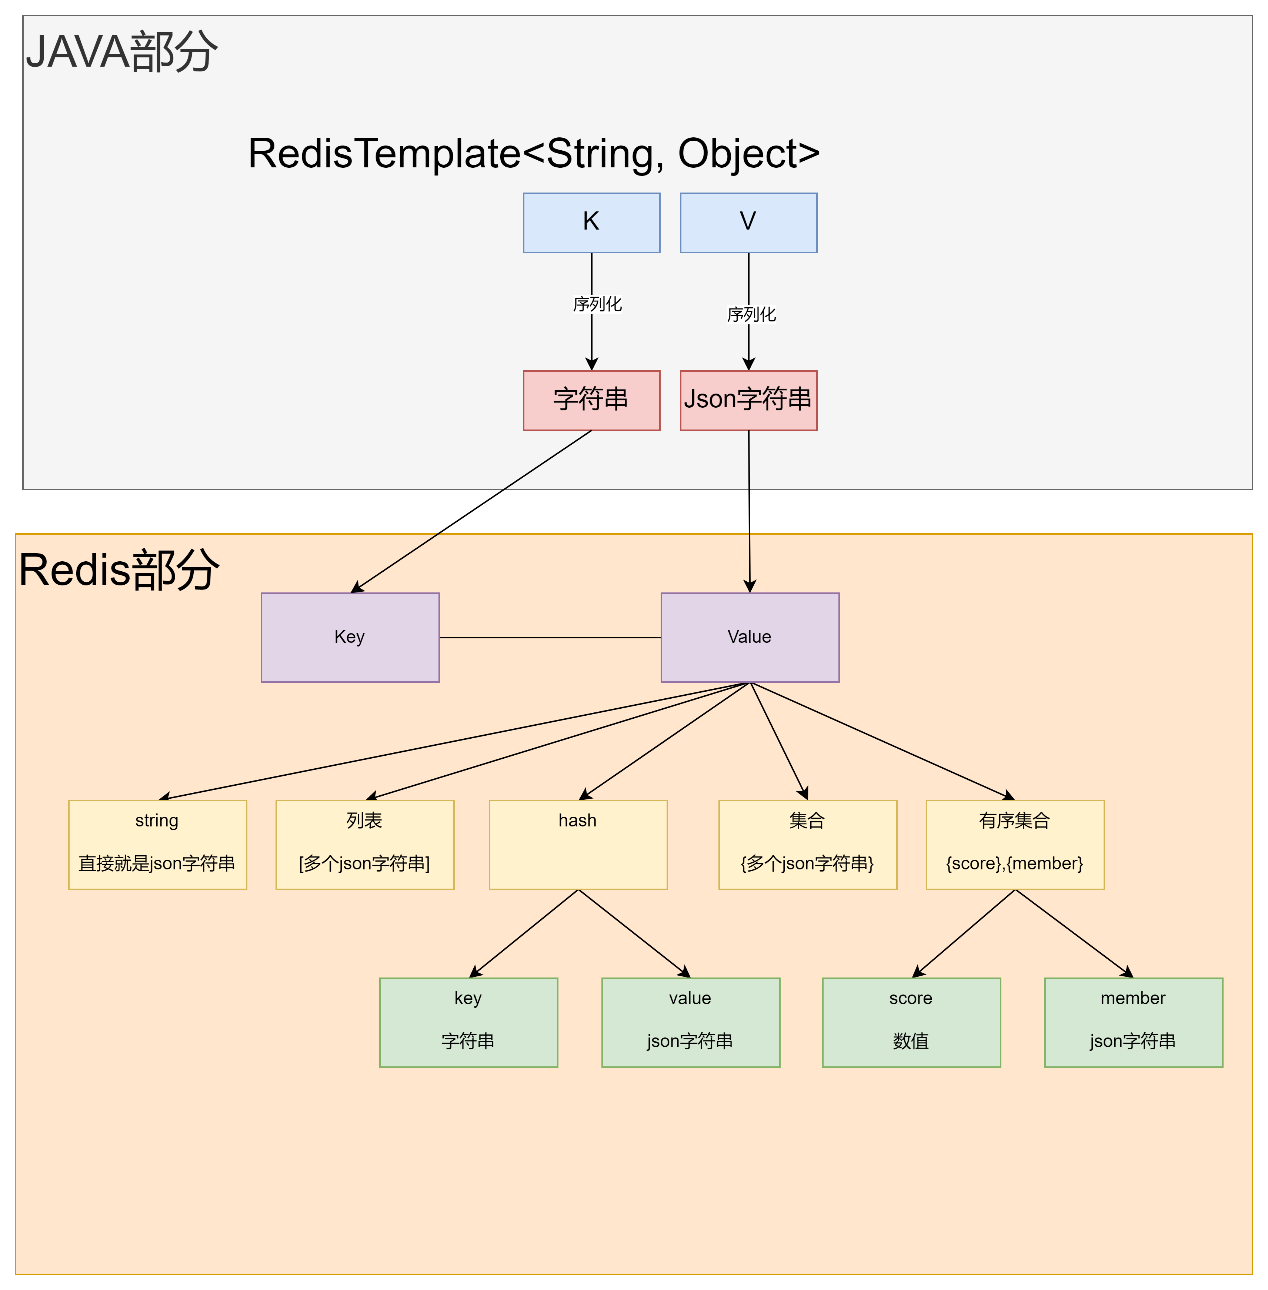 JAVA部分
RedisTemplate<String, Object>
K
V
序列化
序列化
字符串
Json字符串
Redis部分
Key
Value
string
直接就是json字符串
列表
[多个json字符串]
hash
集合
{多个json字符串}
有序集合
{score},{member}
key
字符串
value
json字符串
score
数值
member
json字符串